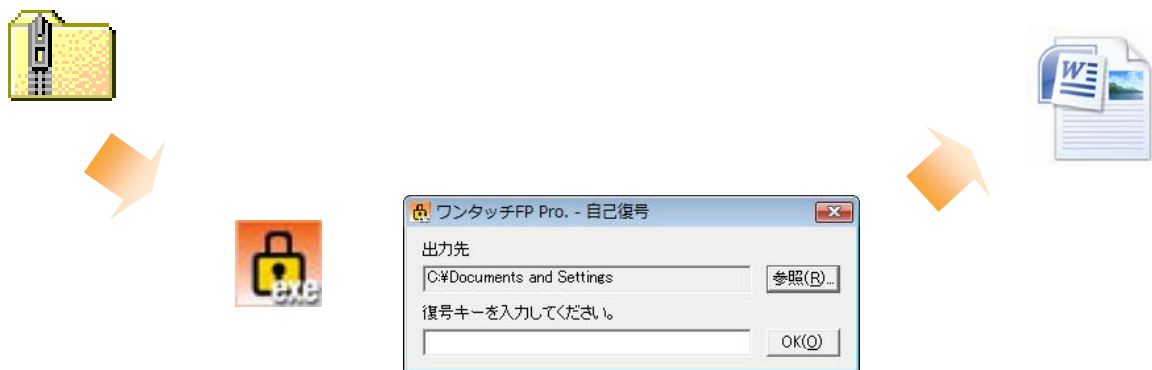 W
ワンタッチFP Pro. - 自己復号
出力先
C:¥Documents and Settings
参照(R)...
exe
復号キーを入力してください。
OK(O)